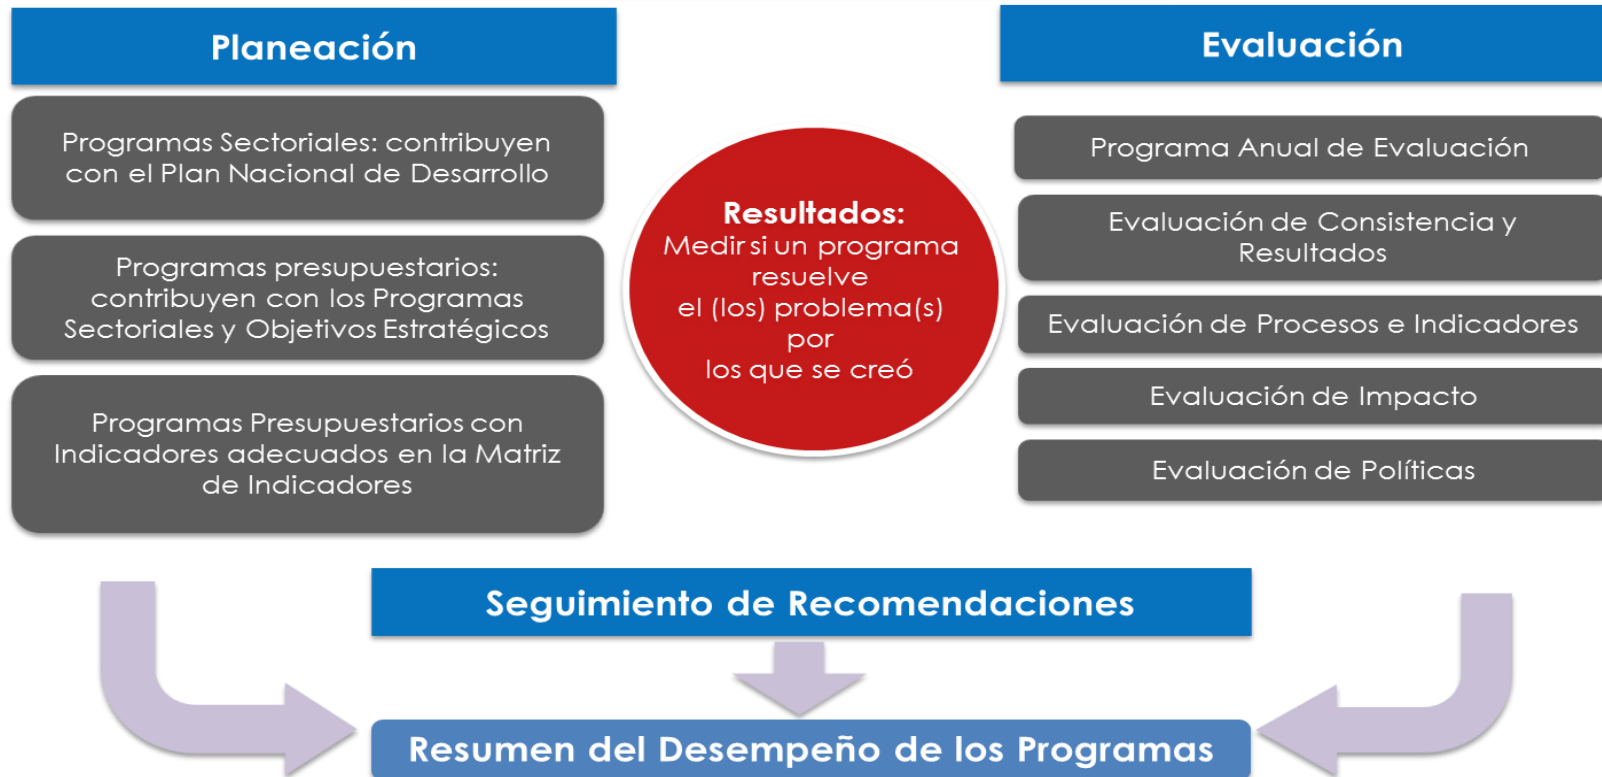 Planeación
Programas Sectoriales: contribuyen
con el Plan Nacional de Desarrollo
Programas presupuestarios:
contribuyen con los Programas
Sectoriales y Objetivos Estratégicos
Programas Presupuestarios con
Indicadores adecuados en la Matriz
de Indicadores
Resultados:
Medir si un programa
resuelve
el (los) problema(s)
por
los que se creó
Evaluación
Programa Anual de Evaluación
Evaluación de Consistencia y
Resultados
Evaluación de Procesos e Indicadores
Evaluación de Impacto
Evaluación de Políticas
Seguimiento de Recomendaciones
Resumen del Desempeño de los Programas